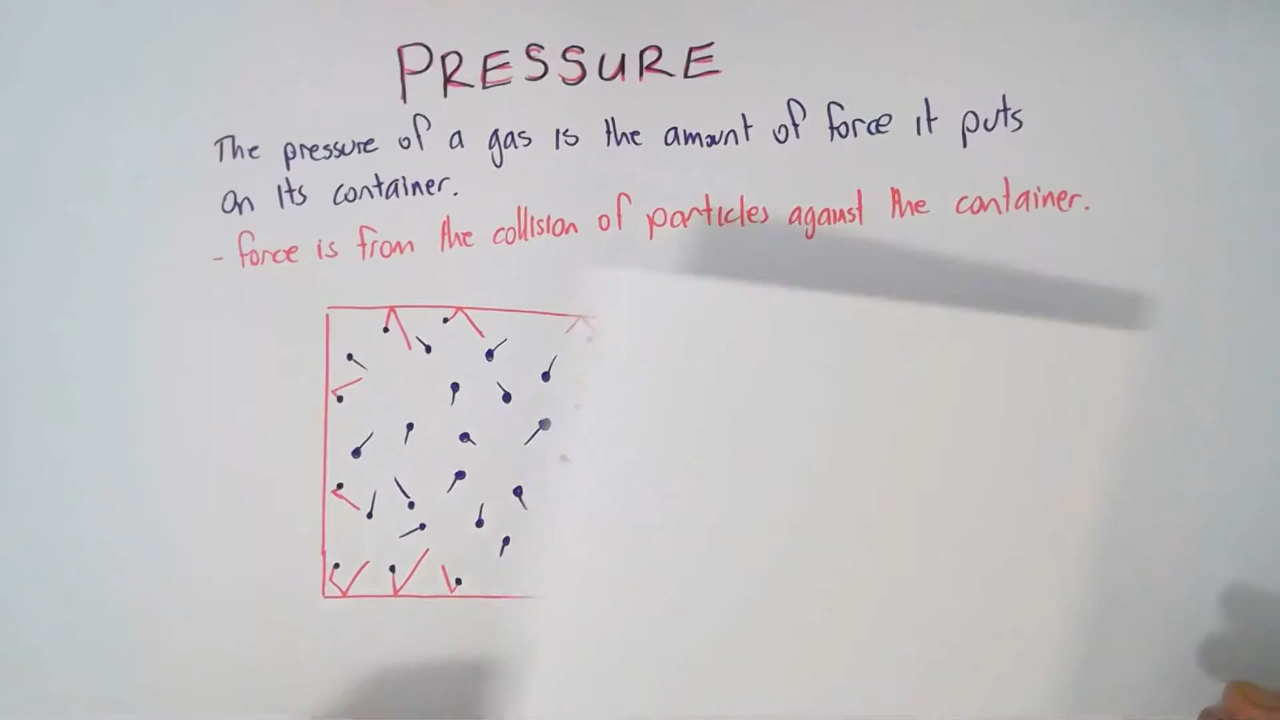 PRESSURE
The pressure of a gas is the amount of force it puts
on its container.
- force is from the collision of particles against the container.